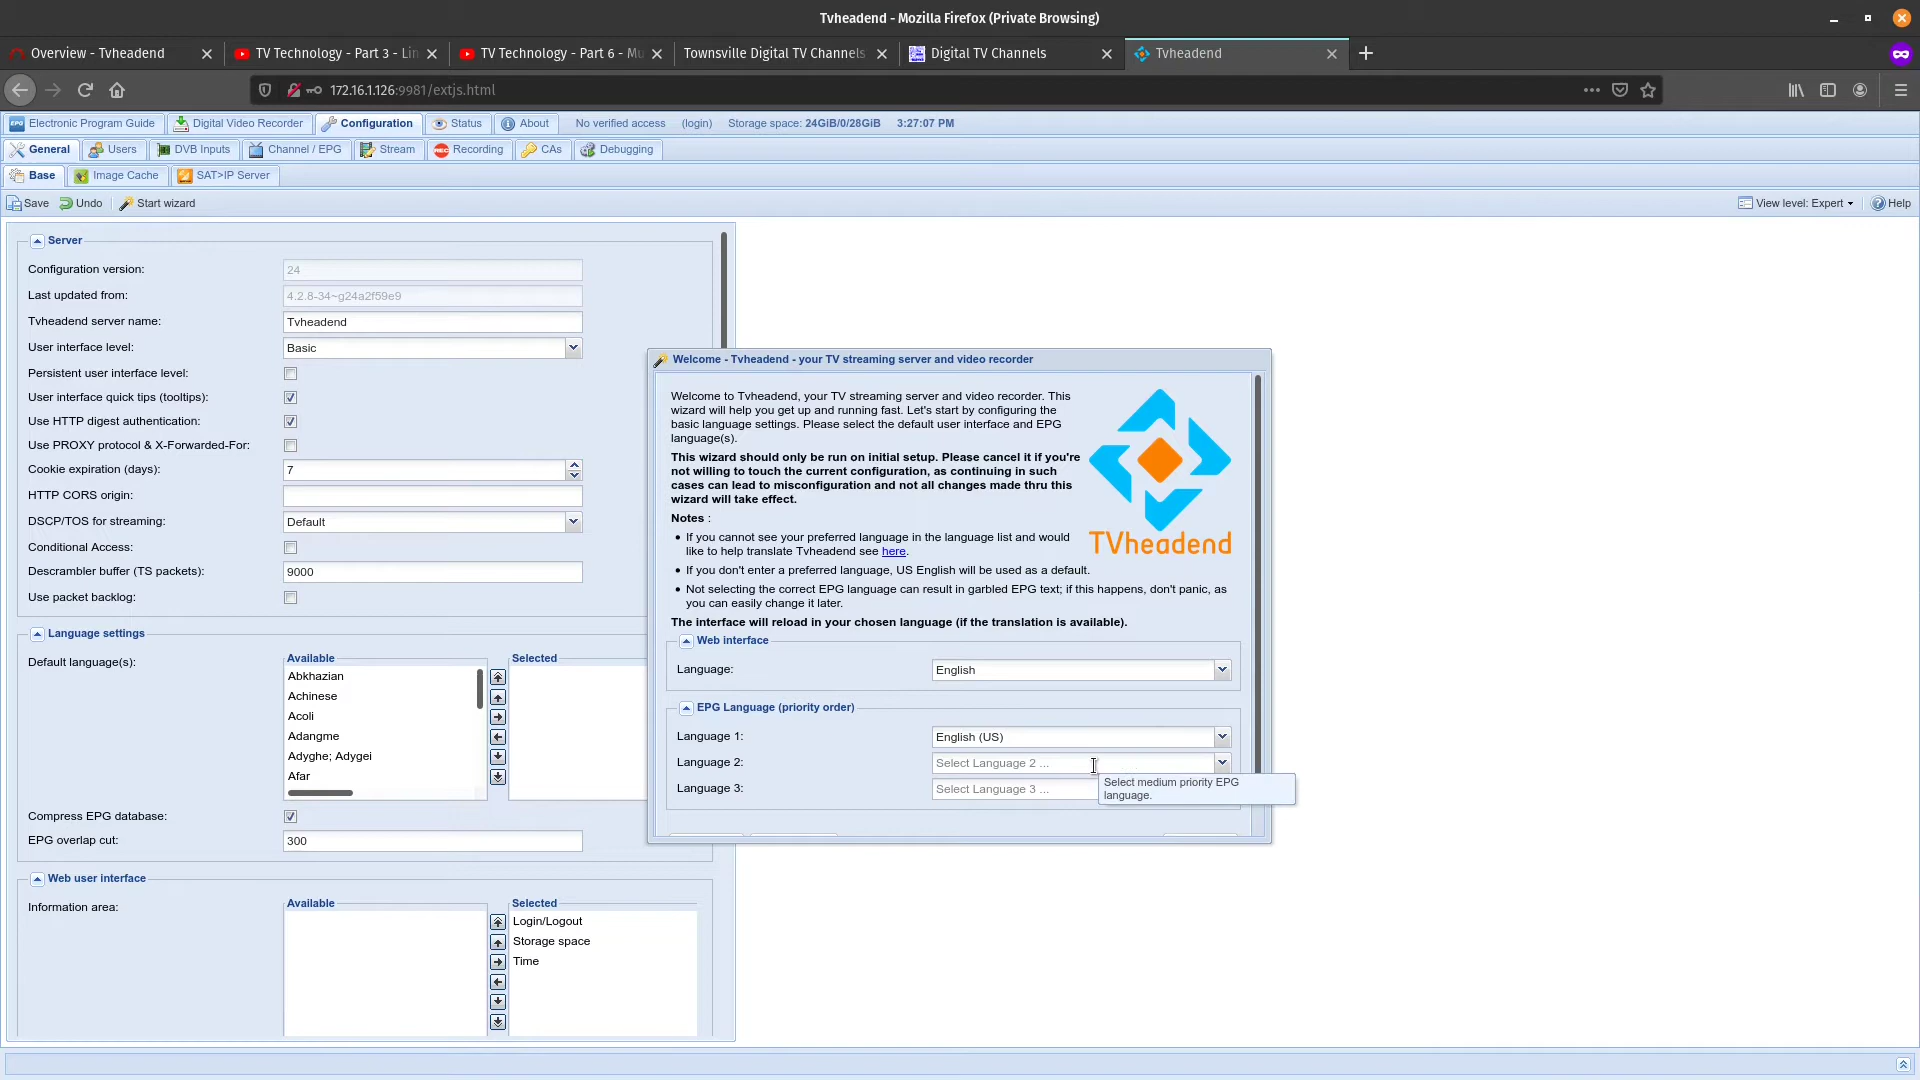 Tvheadend - Mozilla Firefox (Private Browsing)
Overview - Tvheadend
TV Technology - Part 3 - Lin
TV Technology - Part 6 - Mu
Townsville Digital TV Channels
Digital TV Channels
Tvheadend
172.16.1.126:9981/extjs.html
Electronic Program Guide
Digital Video Recorder
Configuration
Status
About
No verified access
(login)
Storage space: 24GiB/0/28GiB
3:27:07 PM
General
Users
DVB Inputs
Channel / EPG
Stream
Recording
CAs
Debugging
Base
Image Cache
SAT>IP Server
Save
Undo
Start wizard
View level: Expert
Help
Server
Configuration version:
24
Last updated from:
4.2.8-34~g24a2f59e9
Tvheadend server name:
Tvheadend
User interface level:
Basic
Persistent user interface level:
User interface quick tips (tooltips):
Use HTTP digest authentication:
Use PROXY protocol & X-Forwarded-For:
Cookie expiration (days):
7
HTTP CORS origin:
DSCP/TOS for streaming:
Default
Conditional Access:
Descrambler buffer (TS packets):
9000
Use packet backlog:
Language settings
Default language(s):
Available
Abkhazian
Achinese
Acoli
Adangme
Adyghe; Adygei
Afar
Selected
Compress EPG database:
EPG overlap cut:
300
Web user interface
Information area:
Available
Selected
Login/Logout
Storage space
Time
Welcome - Tvheadend - your TV streaming server and video recorder
Welcome to Tvheadend, your TV streaming server and video recorder. This
wizard will help you get up and running fast. Let's start by configuring the
basic language settings. Please select the default user interface and EPG
language(s).
This wizard should only be run on initial setup. Please cancel it if you're
not willing to touch the current configuration, as continuing in such
cases can lead to misconfiguration and not all changes made thru this
wizard will take effect.
TVheadend
Notes :
• If you cannot see your preferred language in the language list and would
like to help translate Tvheadend see here.
• If you don't enter a preferred language, US English will be used as a default.
• Not selecting the correct EPG language can result in garbled EPG text; if this happens, don't panic, as
you can easily change it later.
The interface will reload in your chosen language (if the translation is available).
Web interface
Language:
English
EPG Language (priority order)
Language 1:
English (US)
Language 2:
Select Language 2 ...
Language 3:
Select Language 3 ...
Select medium priority EPG
language.